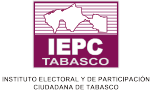 IEPC
TABASCO
INSTITUTO ELECTORAL Y DE PARTICIPACIÓN
CIUDADANA DE TABASCO